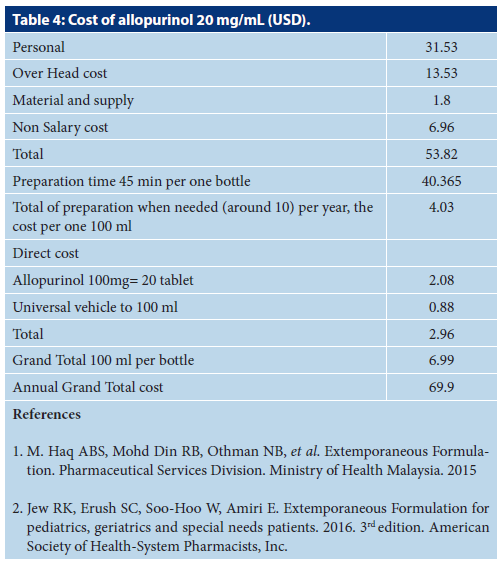 Table 4: Cost of allopurinol 20 mg/mL (USD).
Personal 31.53
Over Head cost 13.53
Material and supply 1.8
Non Salary cost 6.96
Total 53.82
Preparation time 45 min per one bottle 40.365
Total of preparation when needed (around 10) per year, the
cost per one 100 ml 4.03
Direct cost
Allopurinol 100mg= 20 tablet 2.08
Universal vehicle to 100 ml 0.88
Total 2.96
Grand Total 100 ml per bottle 6.99
Annual Grand Total cost 69.9
References
1. M. Haq ABS, Mohd Din RB, Othman NB, et al. Extemporaneous Formula-
tion. Pharmaceutical Services Division. Ministry of Health Malaysia. 2015
2. Jew RK, Erush SC, Soo-Hoo W, Amiri E. Extemporaneous Formulation for
pediatrics, geriatrics and special needs patients. 2016. 3rd edition. American
Society of Health-System Pharmacists, Inc.